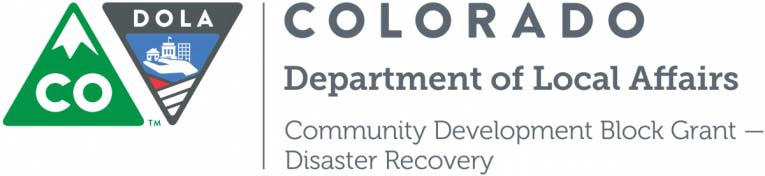 CO
TM
DOLA
COLORADO
Department of Local Affairs
Community Development Block Grant —
Disaster Recovery